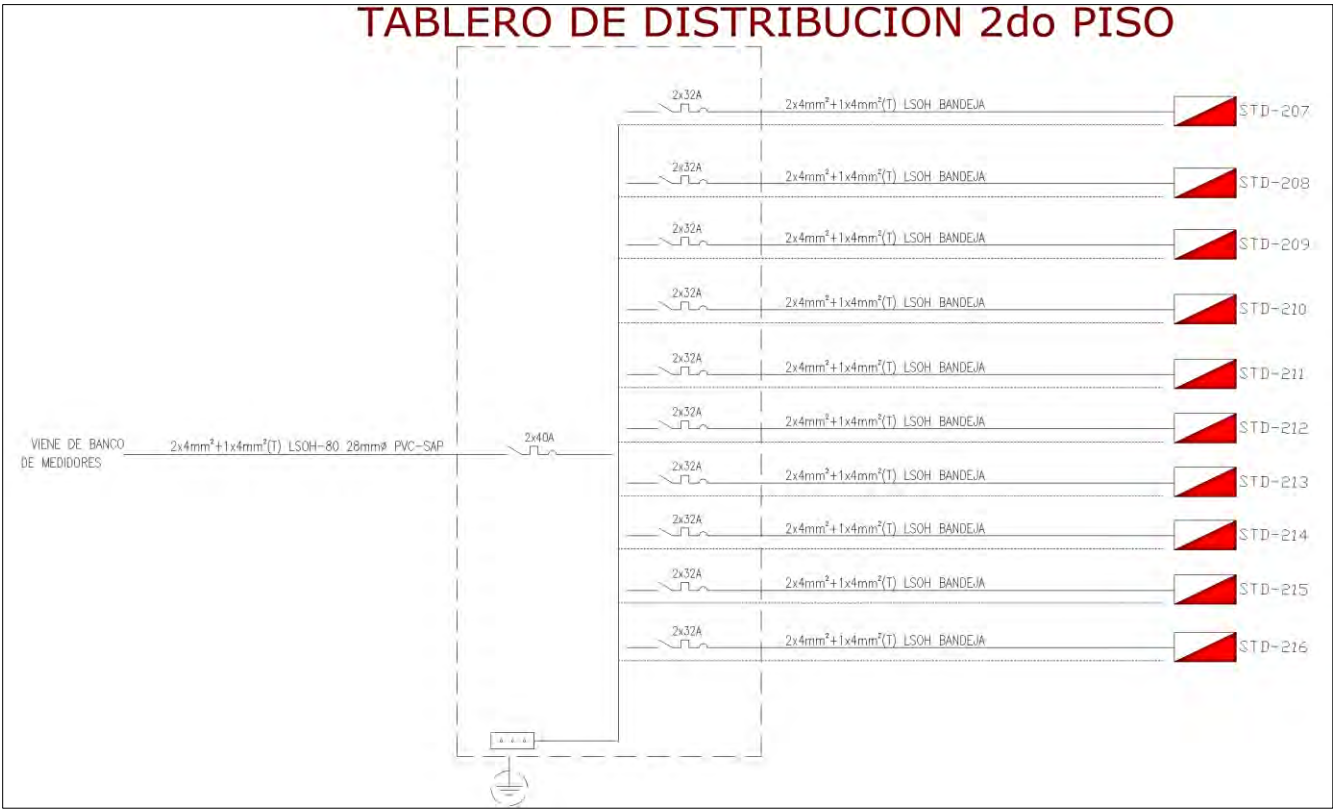 TABLERO DE DISTRIBUCION 2do PISO
2x32A
2x4mm²+1x4mm²(T) LSOH BANDEJA
STD-207
2x32A
2x4mm²+1x4mm²(T) LSOH BANDEJA
STD-208
2x32A
2x4mm²+1x4mm²(T) LSOH BANDEJA
STD-209
2x32A
2x4mm²+1x4mm²(T) LSOH BANDEJA
STD-210
2x32A
2x4mm²+1x4mm²(T) LSOH BANDEJA
STD-211
2x32A
2x4mm²+1x4mm²(T) LSOH BANDEJA
STD-212
VIENE DE BANCO
DE MEDIDORES
2x4mm²+1x4mm²(T) LSOH-80 26mmø PVC-SAP
2x40A
2x32A
2x4mm²+1x4mm²(T) LSOH BANDEJA
STD-213
2x32A
2x4mm²+1x4mm²(T) LSOH BANDEJA
STD-214
2x32A
2x4mm²+1x4mm²(T) LSOH BANDEJA
STD-215
2x32A
2x4mm²+1x4mm²(T) LSOH BANDEJA
STD-216